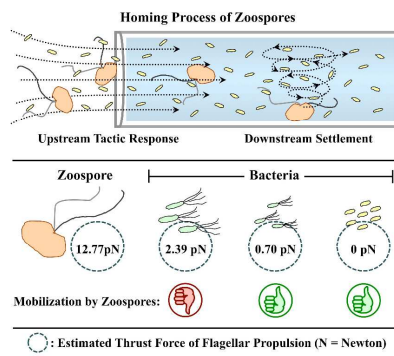 Homing Process of Zoospores
Upstream Tactic Response
Downstream Settlement
Zoospore
Bacteria
12.77pN
2.39 pN
0.70 pN
0 pN
Mobilization by Zoospores:
: Estimated Thrust Force of Flagellar Propulsion (N = Newton)